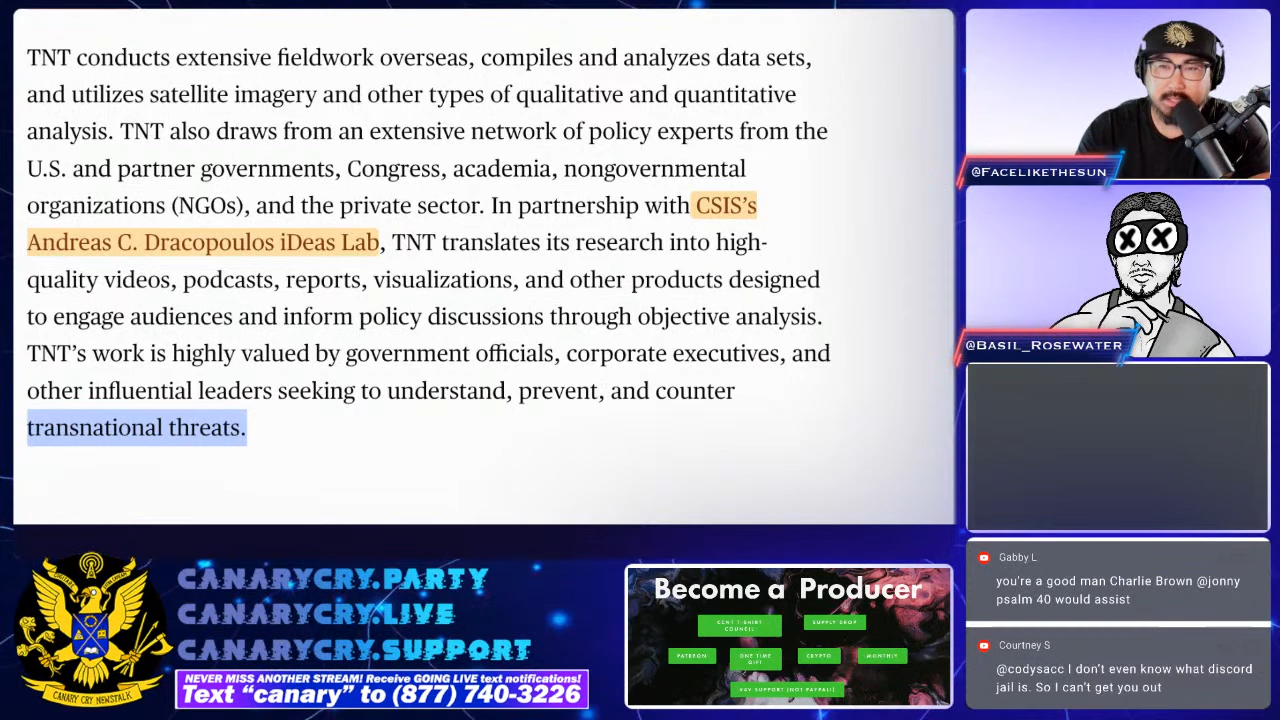 TNT conducts extensive fieldwork overseas, compiles and analyzes data sets,
and utilizes satellite imagery and other types of qualitative and quantitative
analysis. TNT also draws from an extensive network of policy experts from the
U.S. and partner governments, Congress, academia, nongovernmental
organizations (NGOs), and the private sector. In partnership with CSIS’s
Andreas C. Dracopoulos iDeas Lab, TNT translates its research into high-
quality videos, podcasts, reports, visualizations, and other products designed
to engage audiences and inform policy discussions through objective analysis.
TNT’s work is highly valued by government officials, corporate executives, and
other influential leaders seeking to understand, prevent, and counter
transnational threats.
@FACELIKETHESUN
@BASIL_ROSEWATER
Gabby L
you're a good man Charlie Brown @jonny
psalm 40 would assist
Courtney S
@codysacc I don’t even know what discord
jail is. So I can’t get you out
CANARY CRY NEWSTALK
CANARYCRY.PARTY
CANARYCRY.LIVE
CANARYCRY.SUPPORT
NEVER MISS ANOTHER STREAM! Receive GOING LIVE text notifications!
Text “canary” to (877) 740-3226
Become a Producer
CCNT T-SHIRT
COUNCIL
SUPPLY DROP
PATREON
ONE TIME
GIFT
CRYPTO
MONTHLY
V4V SUPPORT (NOT PAYPAL!)